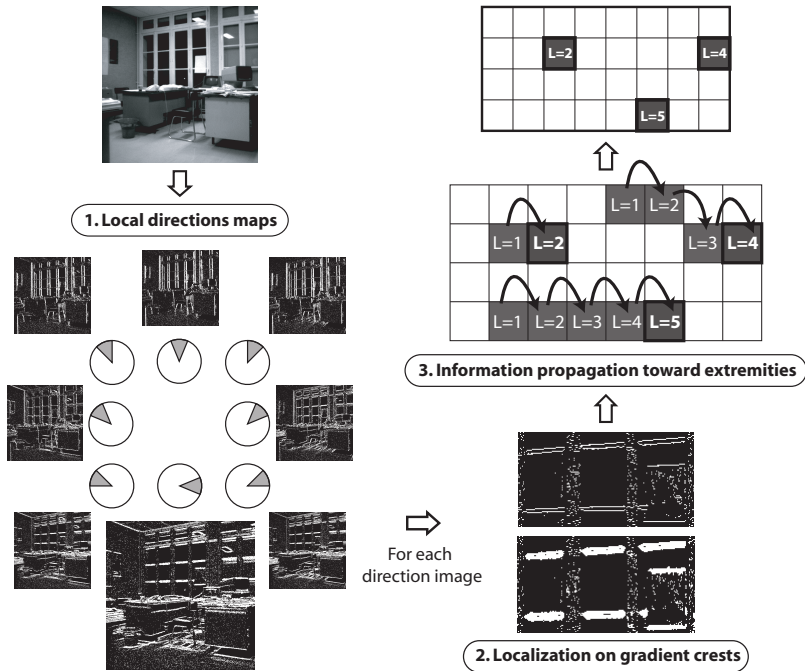 L=2
L=4
L=5
1. Local directions maps
L=1 L=2
L=1 L=2
L=3 L=4
L=1 L=2 L=3 L=4 L=5
3. Information propagation toward extremities
For each
direction image
2. Localization on gradient crests